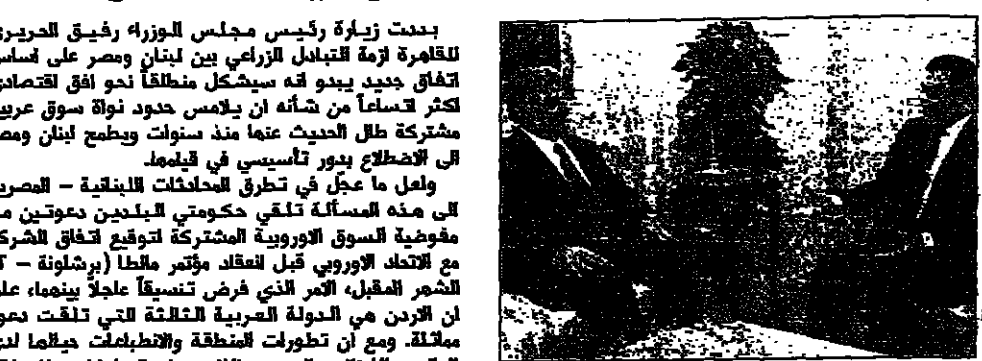 بددت زيارة رئيس مجلس الوزراء رفيق الحريري
للقاهرة ازمة التبادل الزراعي بين لبنان ومصر على اساس
اتفاق جديد يبدو انه سيشكل منطلقاً نحو افق اقتصادي
اكثر اتساعاً من شأنه ان يلامس حدود نواة سوق عربية
مشتركة طال الحديث عنها منذ سنوات ويطمح لبنان ومصر
الى الاضطلاع بدور تأسيسي في قيامها.
ولعل ما عجّل في تطرق المحادثات اللبنانية – المصرية
الى هذه المسألة تلقي حكومتي البلدين دعوتين من
مفوضية السوق الاوروبية المشتركة لتوقيع اتفاق الشركة
مع الاتحاد الاوروبي قبل انعقاد مؤتمر مالطا (برشلونة –
الشهر المقبل، الامر الذي فرض تنسيقاً عاجلاً بينهما، علماً
ان الاردن هي الدولة العربية الثالثة التي تلقت دعوة
مماثلة. ومع ان تطورات المنطقة والانطباعات حيالها لدى